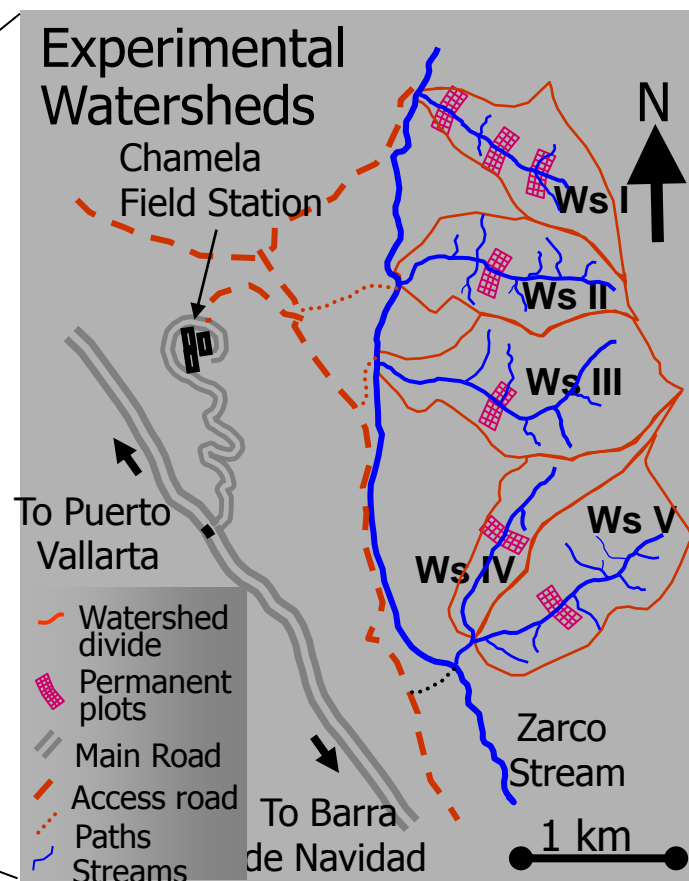 Experimental
Watersheds
Chamela
Field Station
N
Ws I
Ws II
Ws III
To Puerto
Vallarta
Ws V
Ws IV
Watershed
divide
Permanent
plots
Main Road
Access road
Paths
Streams
Zarco
Stream
To Barra
de Navidad
1 km